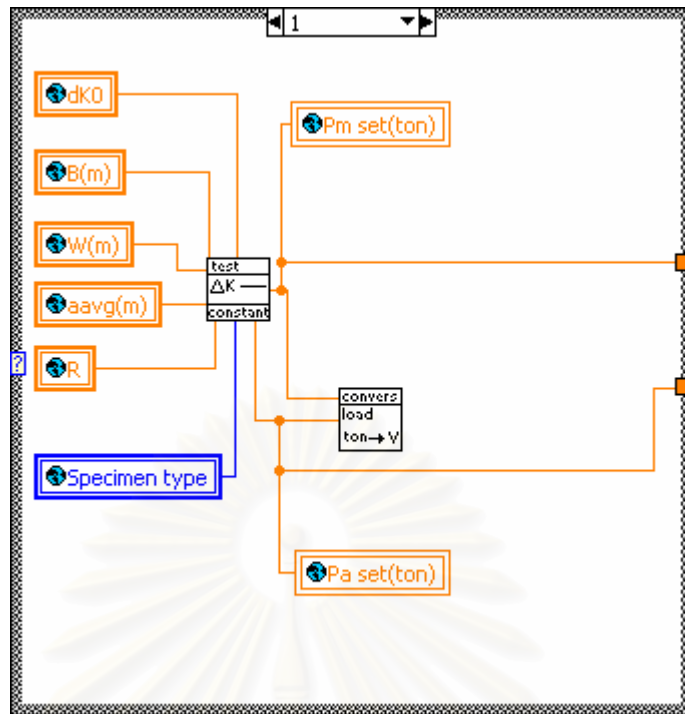 1
dK0
Pm set(ton)
B(m)
W(m)
test
ΔK
constant
aavg(m)
R
?
convers
load
ton→V
Specimen type
Pa set(ton)